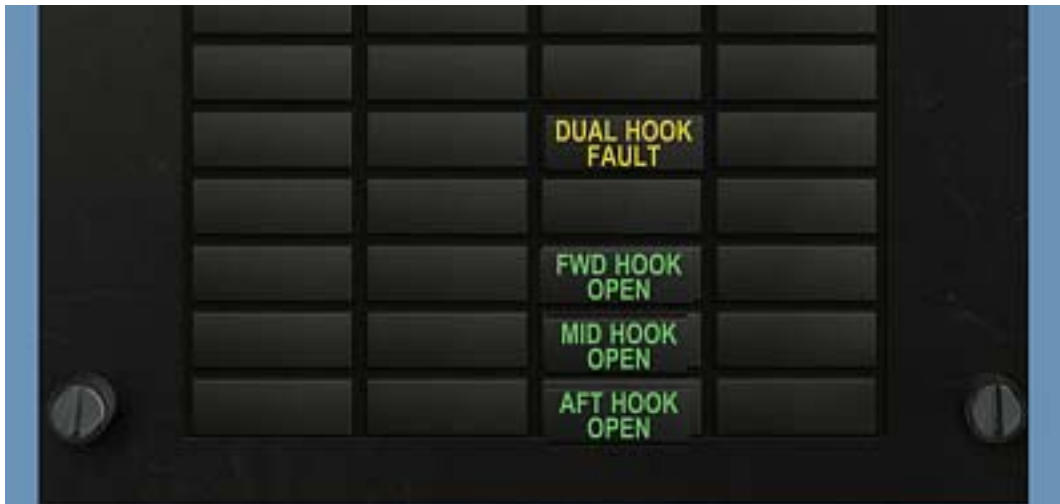 DUAL HOOK
FAULT
FWD HOOK
OPEN
MID HOOK
OPEN
AFT HOOK
OPEN